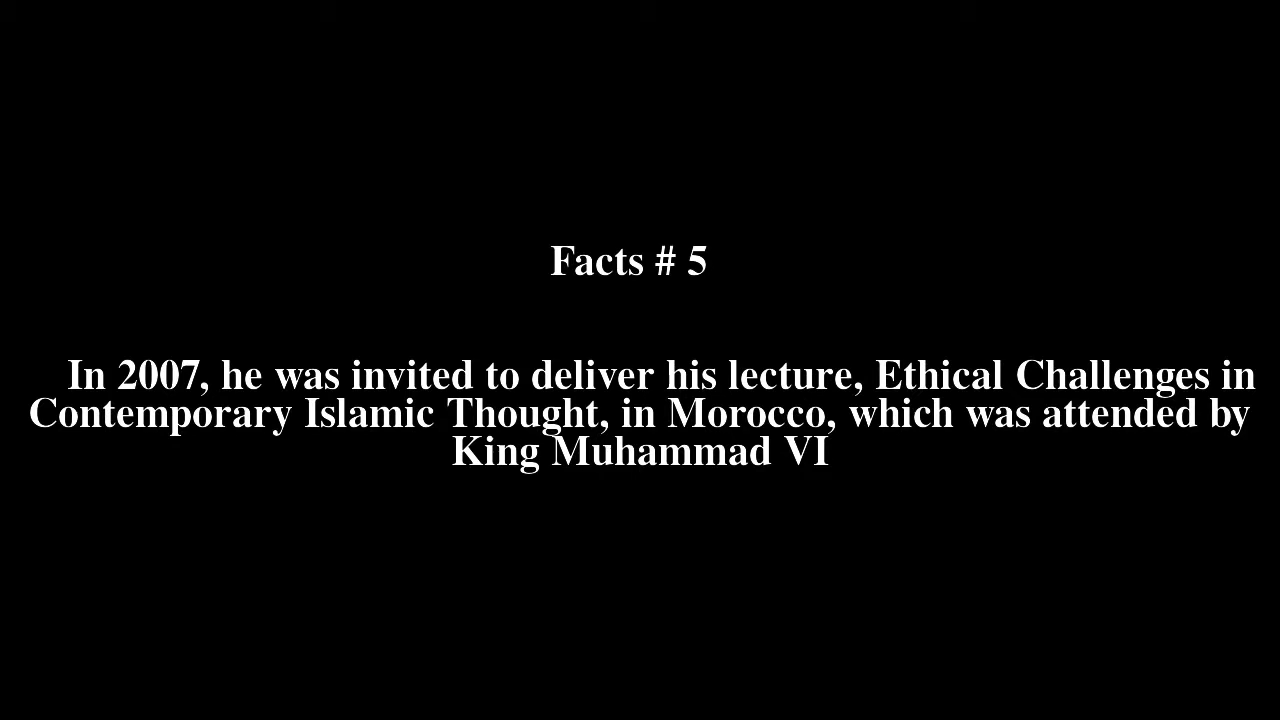 Facts # 5
In 2007, he was invited to deliver his lecture, Ethical Challenges in
Contemporary Islamic Thought, in Morocco, which was attended by
King Muhammad VI